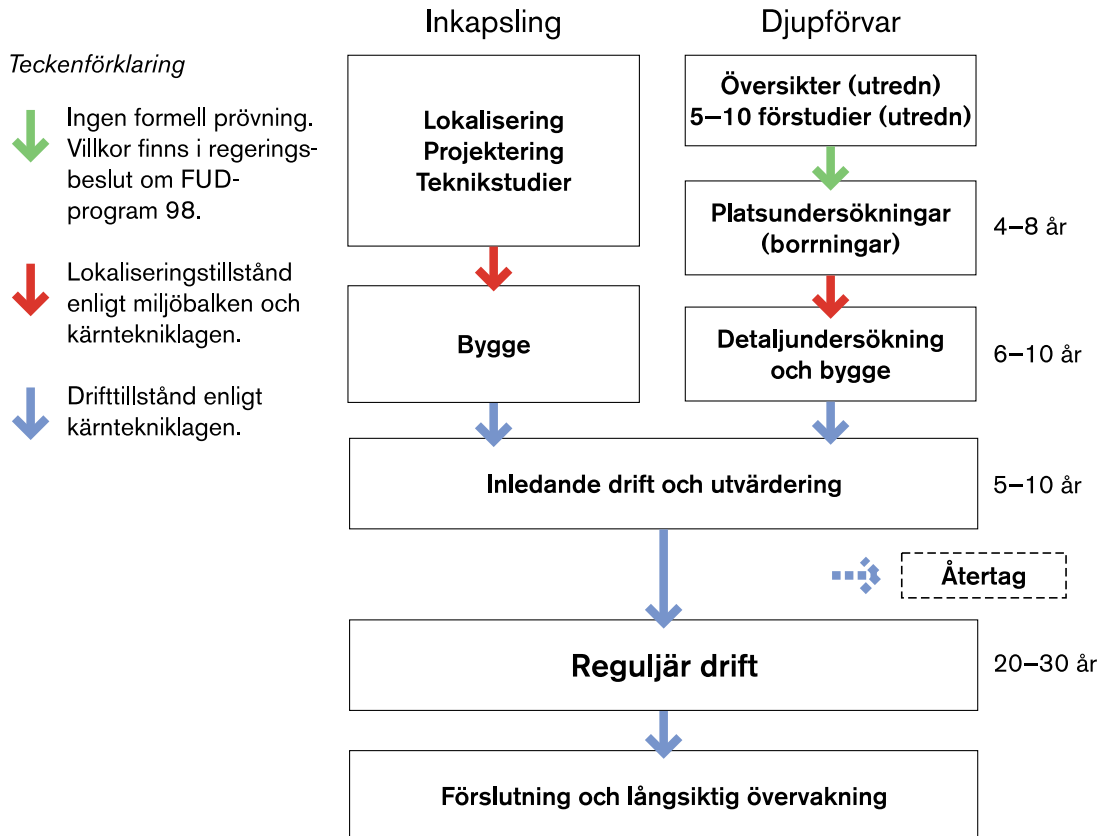 Inkapsling
Djupförvar
Teckenförklaring
Ingen formell prövning.
Villkor finns i regerings-
beslut om FUD-
program 98.
Lokaliseringstillstånd
enligt miljöbalken och
kärntekniklagen.
Drifttillstånd enligt
kärntekniklagen.
Lokalisering
Projektering
Teknikstudier
Översikter (utredn)
5–10 förstudier (utredn)
Platsundersökningar
(borrningar)
4–8 år
Bygge
Detaljundersökning
och bygge
6–10 år
Inledande drift och utvärdering
5–10 år
Återtag
Reguljär drift
20–30 år
Förslutning och långsiktig övervakning